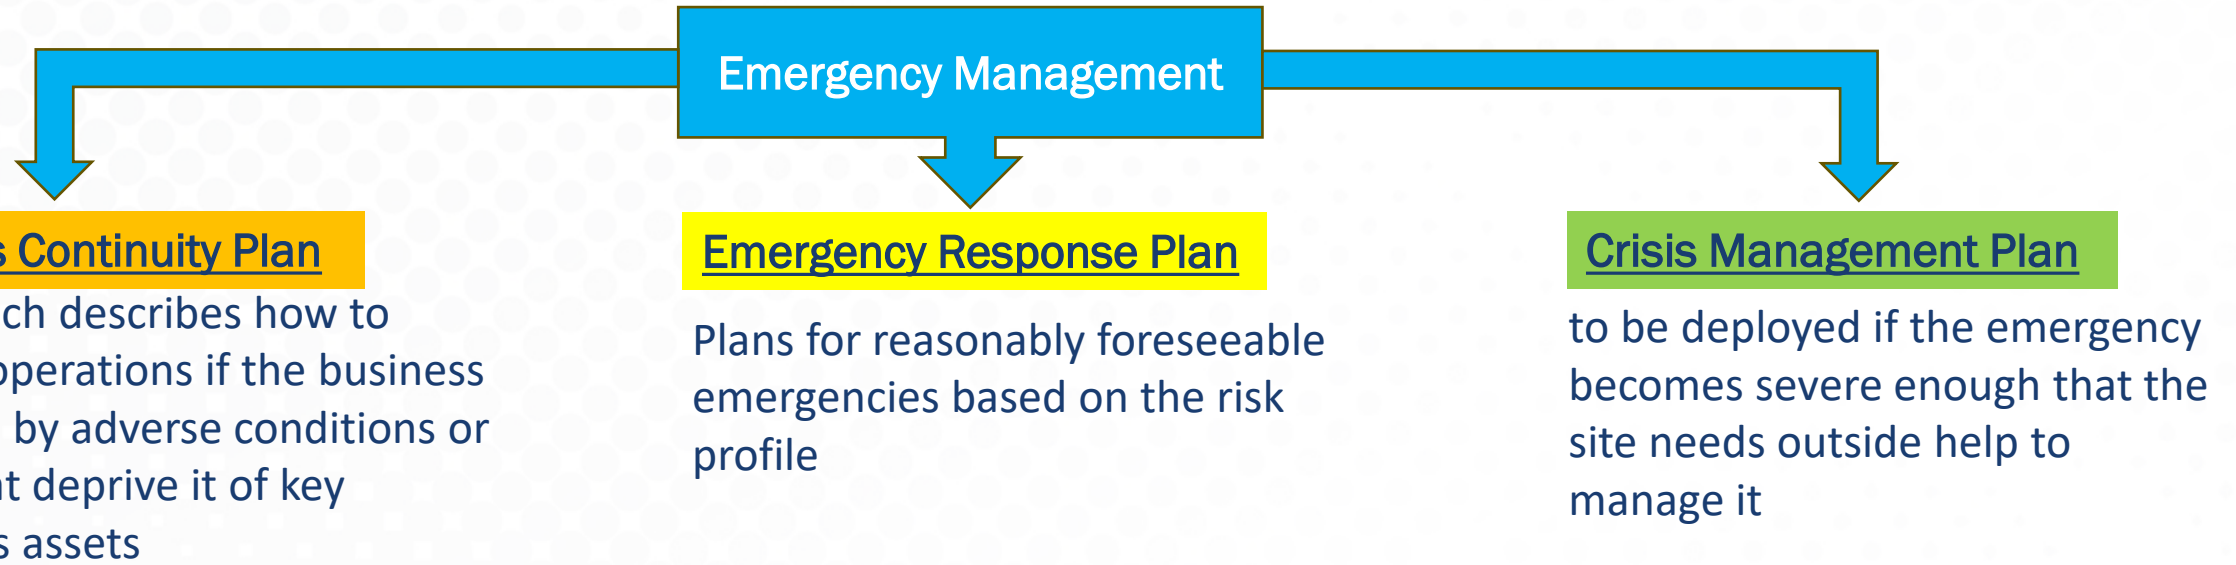 Emergency Management
s Continuity Plan
ch describes how to
operations if the business
by adverse conditions or
t deprive it of key
s assets
Emergency Response Plan
Plans for reasonably foreseeable
emergencies based on the risk
profile
Crisis Management Plan
to be deployed if the emergency
becomes severe enough that the
site needs outside help to
manage it